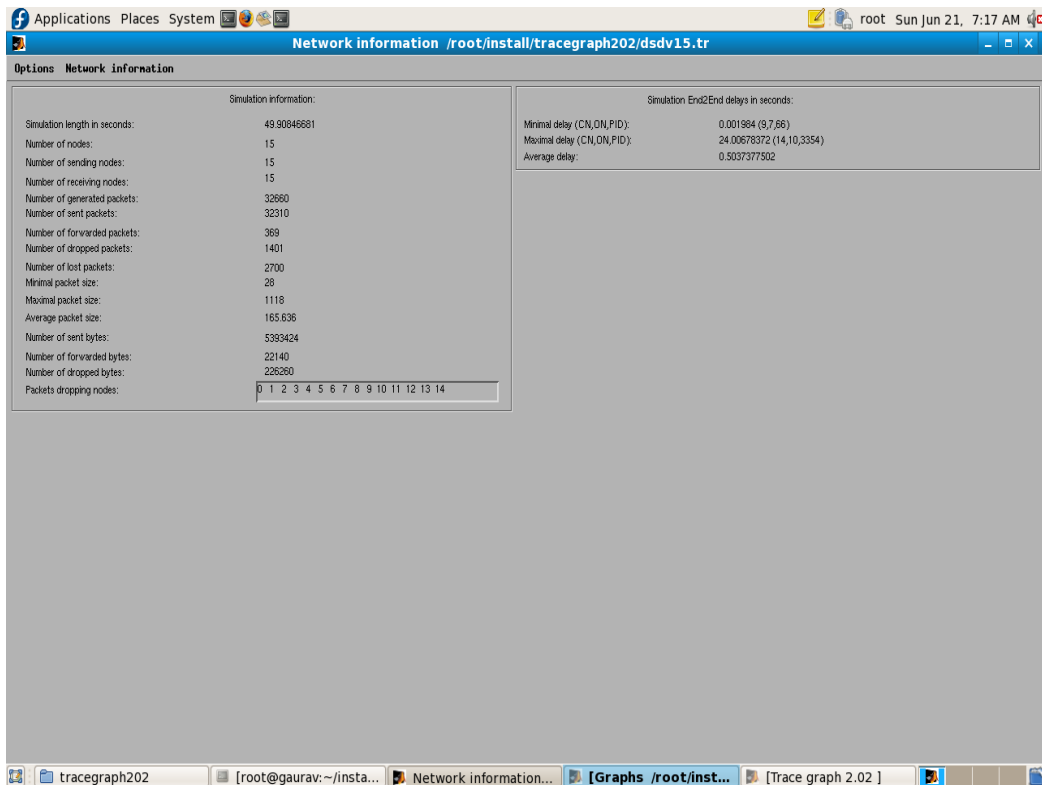 Applications Places System root Sun Jun 21, 7:17 AM
Network information /root/install/tracegraph202/dsdv15.tr
Options Network information
Simulation information:
Simulation length in seconds: 49.90846681
Number of nodes: 15
Number of sending nodes: 15
Number of receiving nodes: 15
Number of generated packets: 32660
Number of sent packets: 32310
Number of forwarded packets: 369
Number of dropped packets: 1401
Number of lost packets: 2700
Minimal packet size: 28
Maximal packet size: 1118
Average packet size: 165.636
Number of sent bytes: 5393424
Number of forwarded bytes: 22140
Number of dropped bytes: 226260
Packets dropping nodes: 0 1 2 3 4 5 6 7 8 9 10 11 12 13 14
Simulation End2End delays in seconds:
Minimal delay (CN,ON,PID): 0.001984 (9,7,66)
Maximal delay (CN,ON,PID): 24.00678372 (14,10,3354)
Average delay: 0.5037377502
tracegraph202 [root@gaurav:~/insta... Network information... [Graphs /root/inst... [Trace graph 2.02 ]